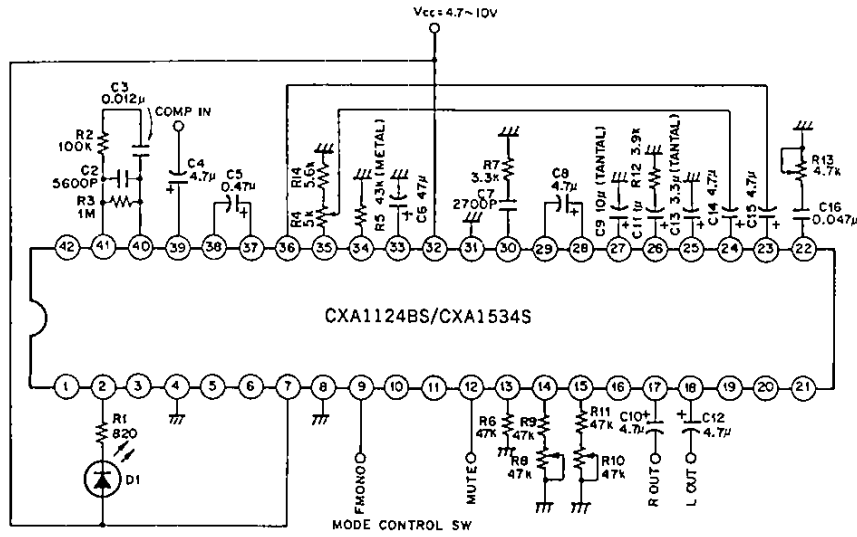 Vcc=4.7~10V
C3
0.012μ
COMP IN
R2
100K
C2
5600P
R3
1M
C4
4.7μ
C5
0.47μ
R14
5.6K
R4
5K
R5 43K (METAL)
C6 47μ
R7
3.3K
C7
2700P
C8
4.7μ
C9 10μ (TANTAL)
C11 1μ
R12 3.9K
C13 3.3μ (TANTAL)
C14 4.7μ
C15 4.7μ
R13
4.7K
C16
0.047μ
42 41 40 39 38 37 36 35 34 33 32 31 30 29 28 27 26 25 24 23 22
CXA1124BS/CXA1534S
1 2 3 4 5 6 7 8 9 10 11 12 13 14 15 16 17 18 19 20 21
R1
820
D1
FMONO
MUTE
R6
47K
R9
47K
R8
47K
R11
47K
R10
47K
C10
4.7μ
C12
4.7μ
R OUT
L OUT
MODE CONTROL SW